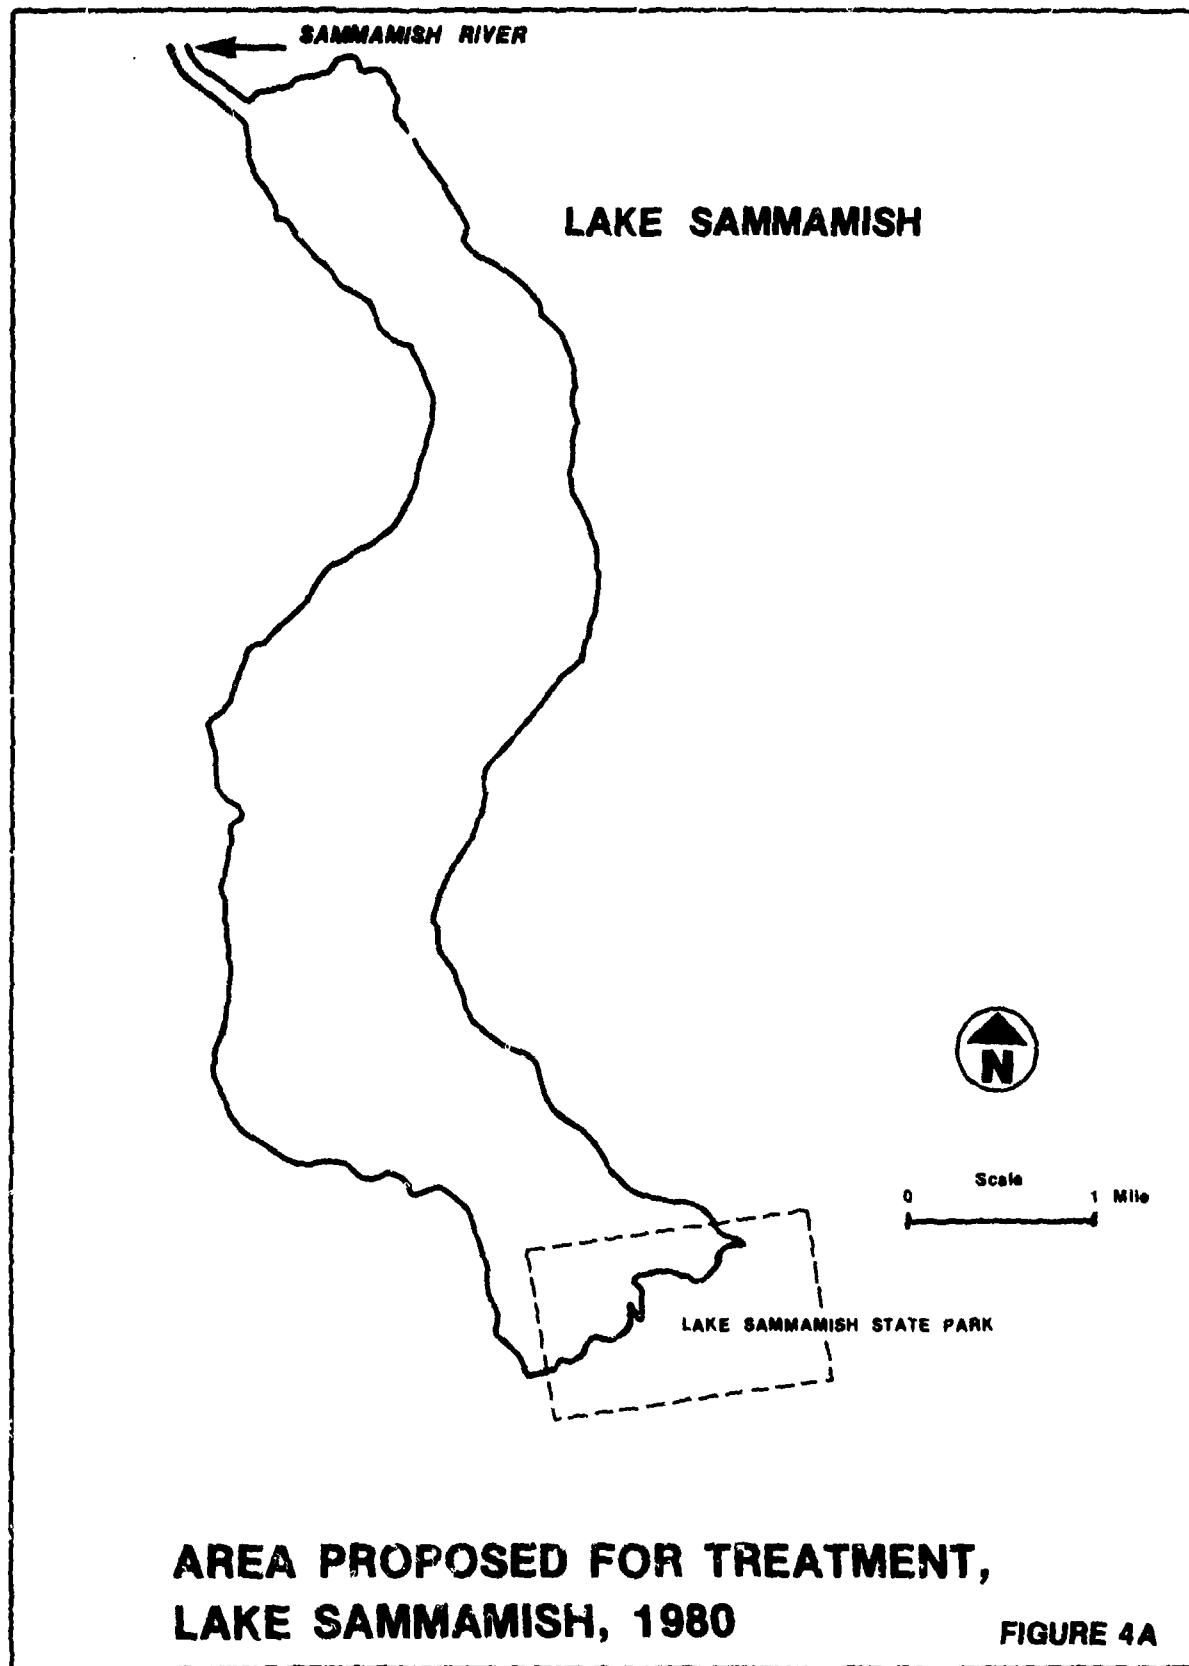 SAMMAMISH RIVER
LAKE SAMMAMISH
N
Scale
0 1 Mile
LAKE SAMMAMISH STATE PARK
AREA PROPOSED FOR TREATMENT,
LAKE SAMMAMISH, 1980
FIGURE 4A